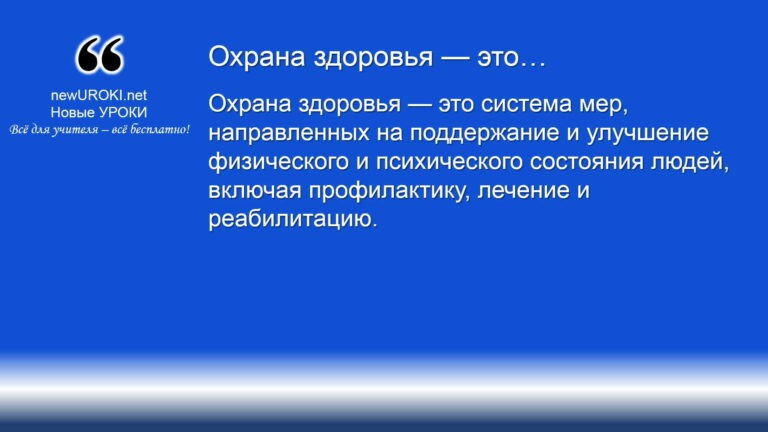 newUROKI.net
Новые УРОКИ
Всё для учителя – всё бесплатно!
Охрана здоровья — это…
Охрана здоровья — это система мер,
направленных на поддержание и улучшение
физического и психического состояния людей,
включая профилактику, лечение и
реабилитацию.